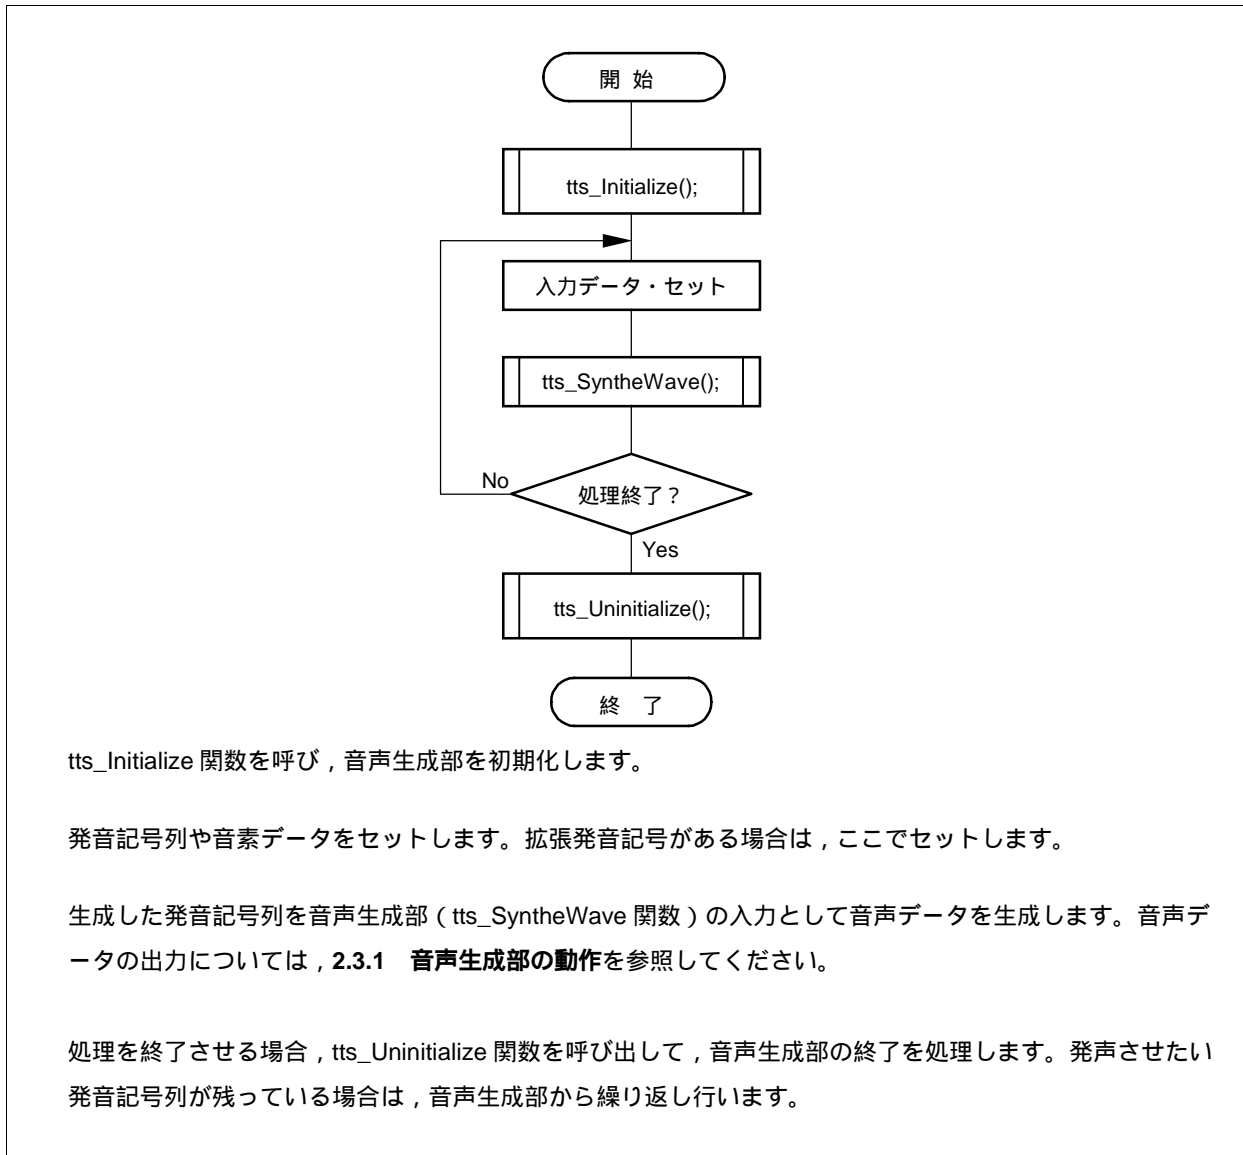 開 始
tts_Initialize();
入力データ・セット
tts_SyntheWave();
処理終了？
No
Yes
tts_Uninitialize();
終 了
tts_Initialize 関数を呼び，音声生成部を初期化します。
発音記号列や音素データをセットします。拡張発音記号がある場合は，ここでセットします。
生成した発音記号列を音声生成部（tts_SyntheWave 関数）の入力として音声データを生成します。音声デ
ータの出力については，2.3.1　音声生成部の動作を参照してください。
処理を終了させる場合，tts_Uninitialize 関数を呼び出して，音声生成部の終了を処理します。発声させたい
発音記号列が残っている場合は，音声生成部から繰り返し行います。